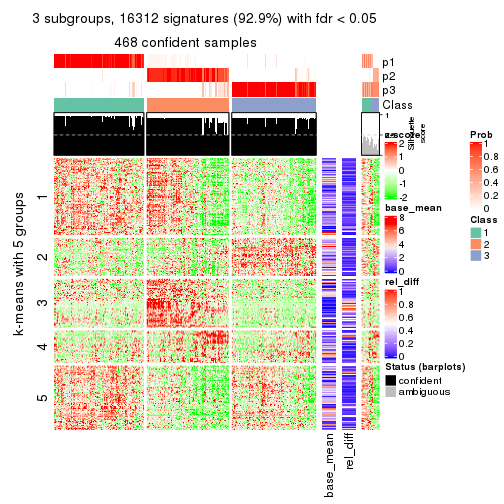 3 subgroups, 16312 signatures (92.9%) with fdr < 0.05
468 confident samples
p1
p2
p3
Class
1
Silhouette
score
k-means with 5 groups
1
2
3
4
5
base_mean
rel_diff
z-score
2
1
0
-1
-2
base_mean
8
6
4
2
0
rel_diff
1
0.8
0.6
0.4
0.2
0
Status (barplots)
confident
ambiguous
Prob
1
0.8
0.6
0.4
0.2
0
Class
1
2
3